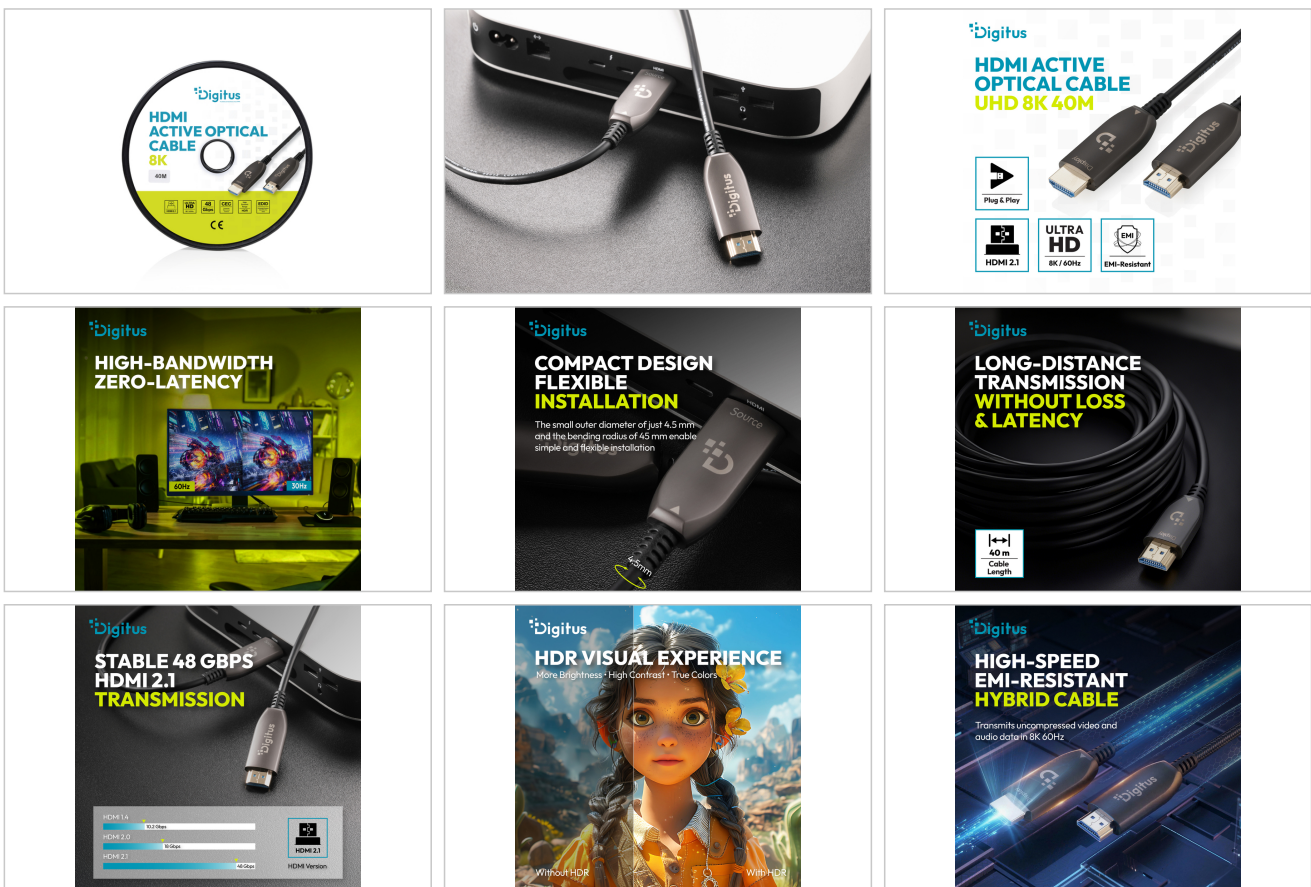 Digitus
HDMI
ACTIVE OPTICAL
CABLE
8K
40M
HD
48
Gbps
CEC
EDID
CE
HDMI
Digitus
Digitus
HDMI ACTIVE
OPTICAL CABLE
UHD 8K 40M
Digitus
Plug & Play
HDMI 2.1
ULTRA
HD
8K / 60Hz
EMI
EMI-Resistant
Digitus
HIGH-BANDWIDTH
ZERO-LATENCY
60Hz
30Hz
Digitus
COMPACT DESIGN
FLEXIBLE
INSTALLATION
The small outer diameter of just 4.5 mm
and the bending radius of 45 mm enable
simple and flexible installation
HDMI
Source
4.5mm
Digitus
LONG-DISTANCE
TRANSMISSION
WITHOUT LOSS
& LATENCY
40 m
Cable
Length
Digitus
STABLE 48 GBPS
HDMI 2.1
TRANSMISSION
Digitus
HDMI 1.4
10.2 Gbps
HDMI 2.0
18 Gbps
HDMI 2.1
48 Gbps
HDMI 2.1
HDMI Version
Digitus
HDR VISUAL EXPERIENCE
More Brightness • High Contrast • True Colors
Without HDR
With HDR
Digitus
HIGH-SPEED
EMI-RESISTANT
HYBRID CABLE
Transmits uncompressed video and
audio data in 8K 60Hz
Digitus